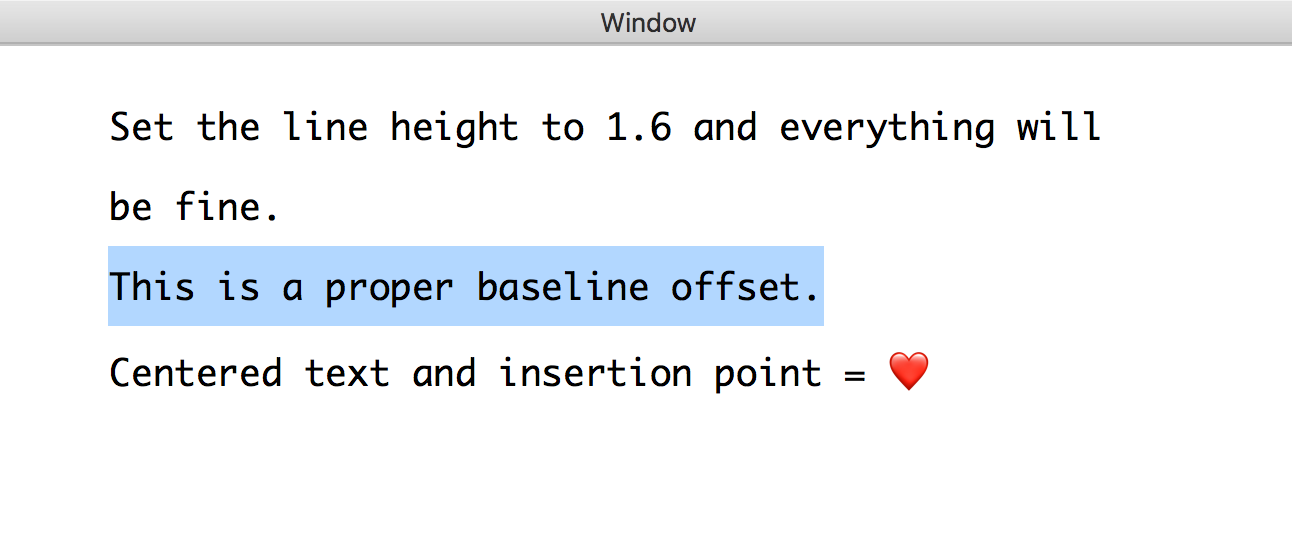 Window
Set the line height to 1.6 and everything will
be fine.
This is a proper baseline offset.
Centered text and insertion point = ❤️